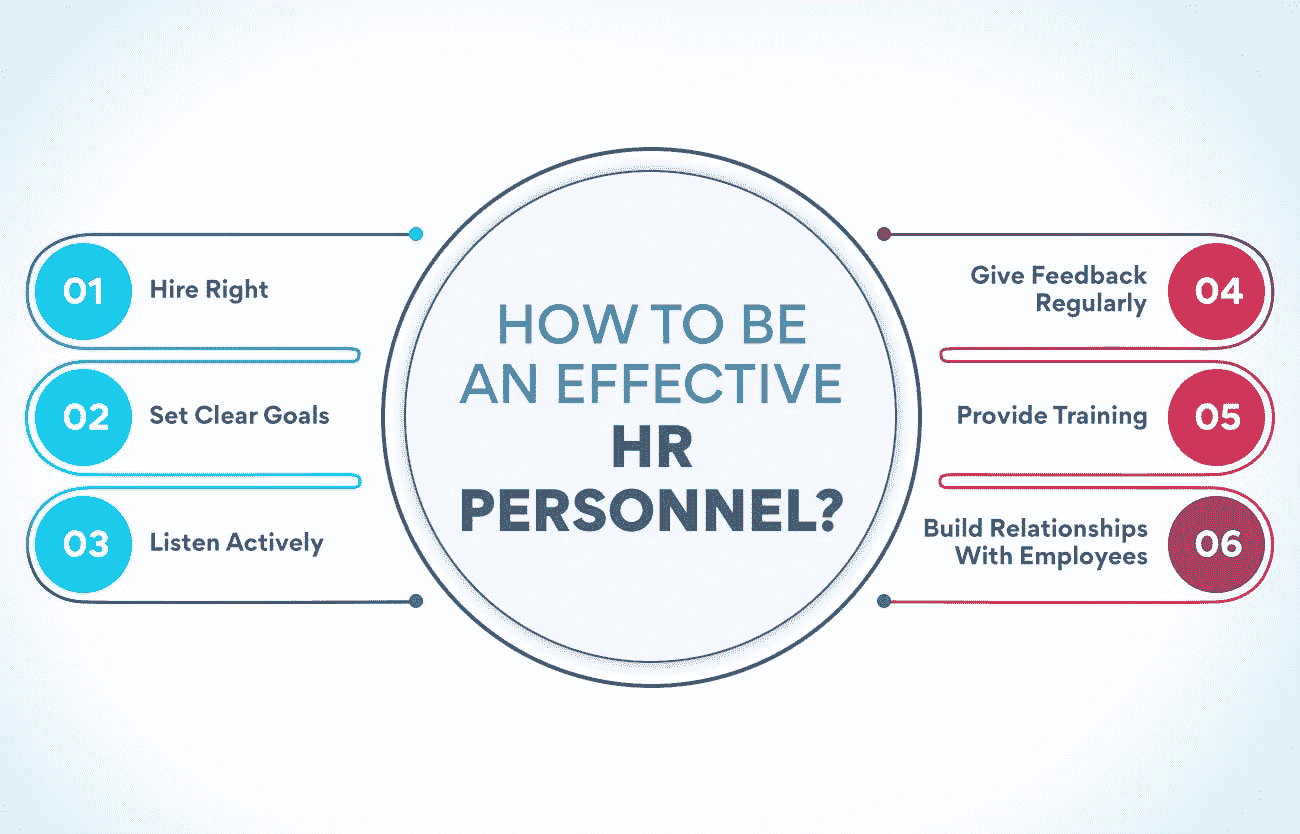 HOW TO BE
AN EFFECTIVE
HR
PERSONNEL?
01
Hire Right
02
Set Clear Goals
03
Listen Actively
04
Give Feedback
Regularly
05
Provide Training
06
Build Relationships
With Employees